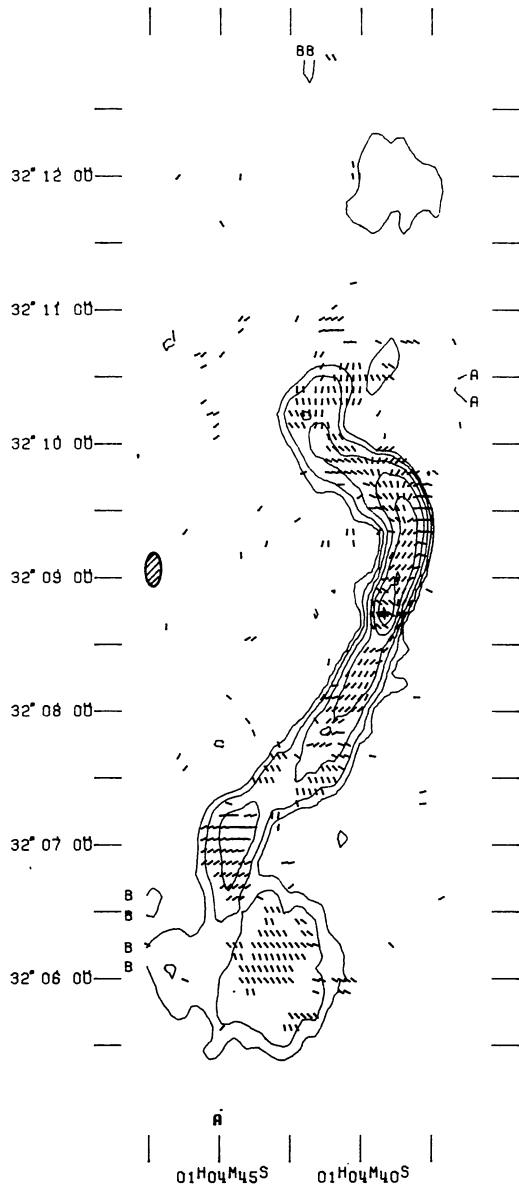 BB
32° 12' 00"
32° 11' 00"
A
A
32° 10' 00"
32° 09' 00"
32° 08' 00"
32° 07' 00"
B
B
B
B
32° 06' 00"
A
01H04M45S 01H04M40S